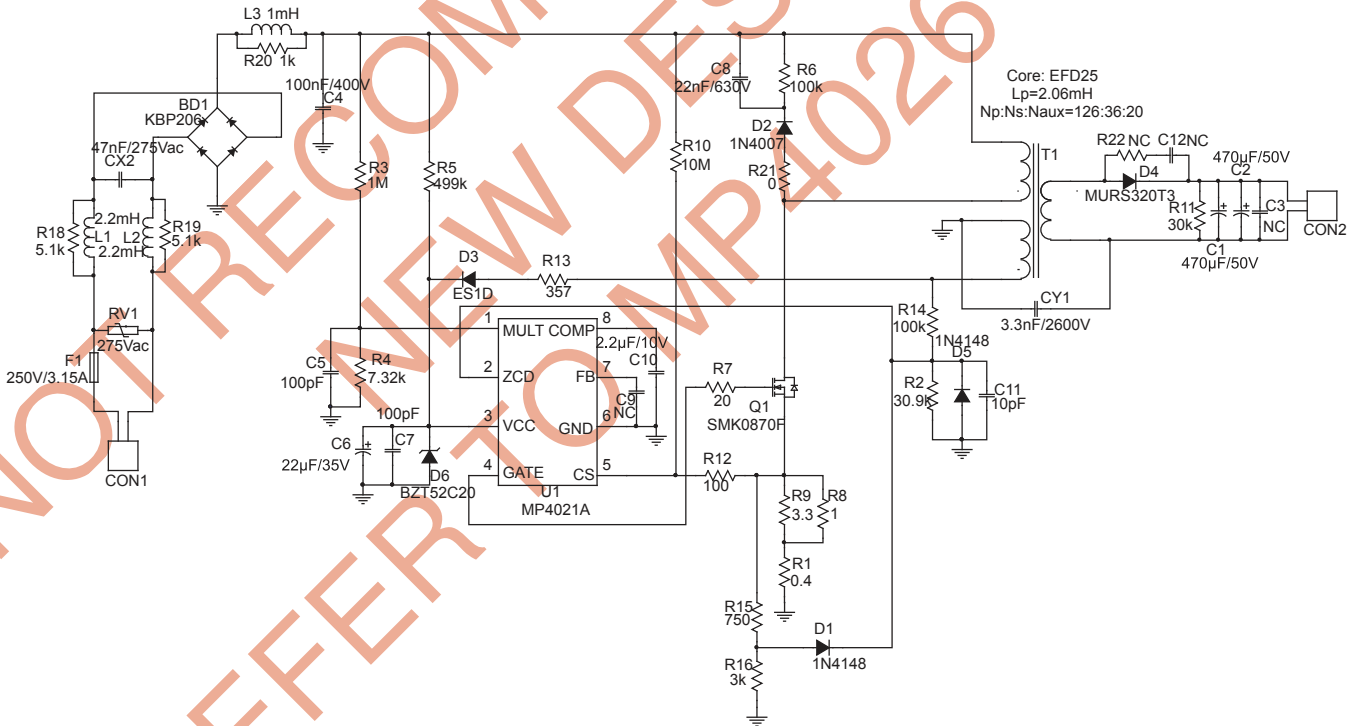 NOT RECOM
NEW DES
REFER TO MP4026
L3 1mH
R20 1k
100nF/400V
C4
BD1
KBP206
47nF/275Vac
CX2
R18
5.1k
2.2mH
L1
L2
2.2mH
R19
5.1k
RV1
275Vac
F1
250V/3.15A
CON1
R3
1M
R5
499k
R10
10M
C8
22nF/630V
R6
100k
D2
1N4007
R21
0
Core: EFD25
Lp=2.06mH
Np:Ns:Naux=126:36:20
T1
R22 NC
C12NC
D4
MURS320T3
470µF/50V
C2
R11
30k
C3
NC
C1
470µF/50V
CON2
CY1
3.3nF/2600V
D3
ES1D
R13
357
R14
100k
1N4148
D5
R2
30.9k
C11
10pF
C5
100pF
R4
7.32k
1
MULT COMP
8
2.2µF/10V
C10
2
ZCD
FB
7
C9
NC
3
VCC
GND
6
4
GATE
CS
5
U1
MP4021A
100pF
C6
C7
22µF/35V
D6
BZT52C20
R7
20
Q1
SMK0870F
R12
100
R9
3.3
R8
1
R1
0.4
R15
750
D1
1N4148
R16
3k